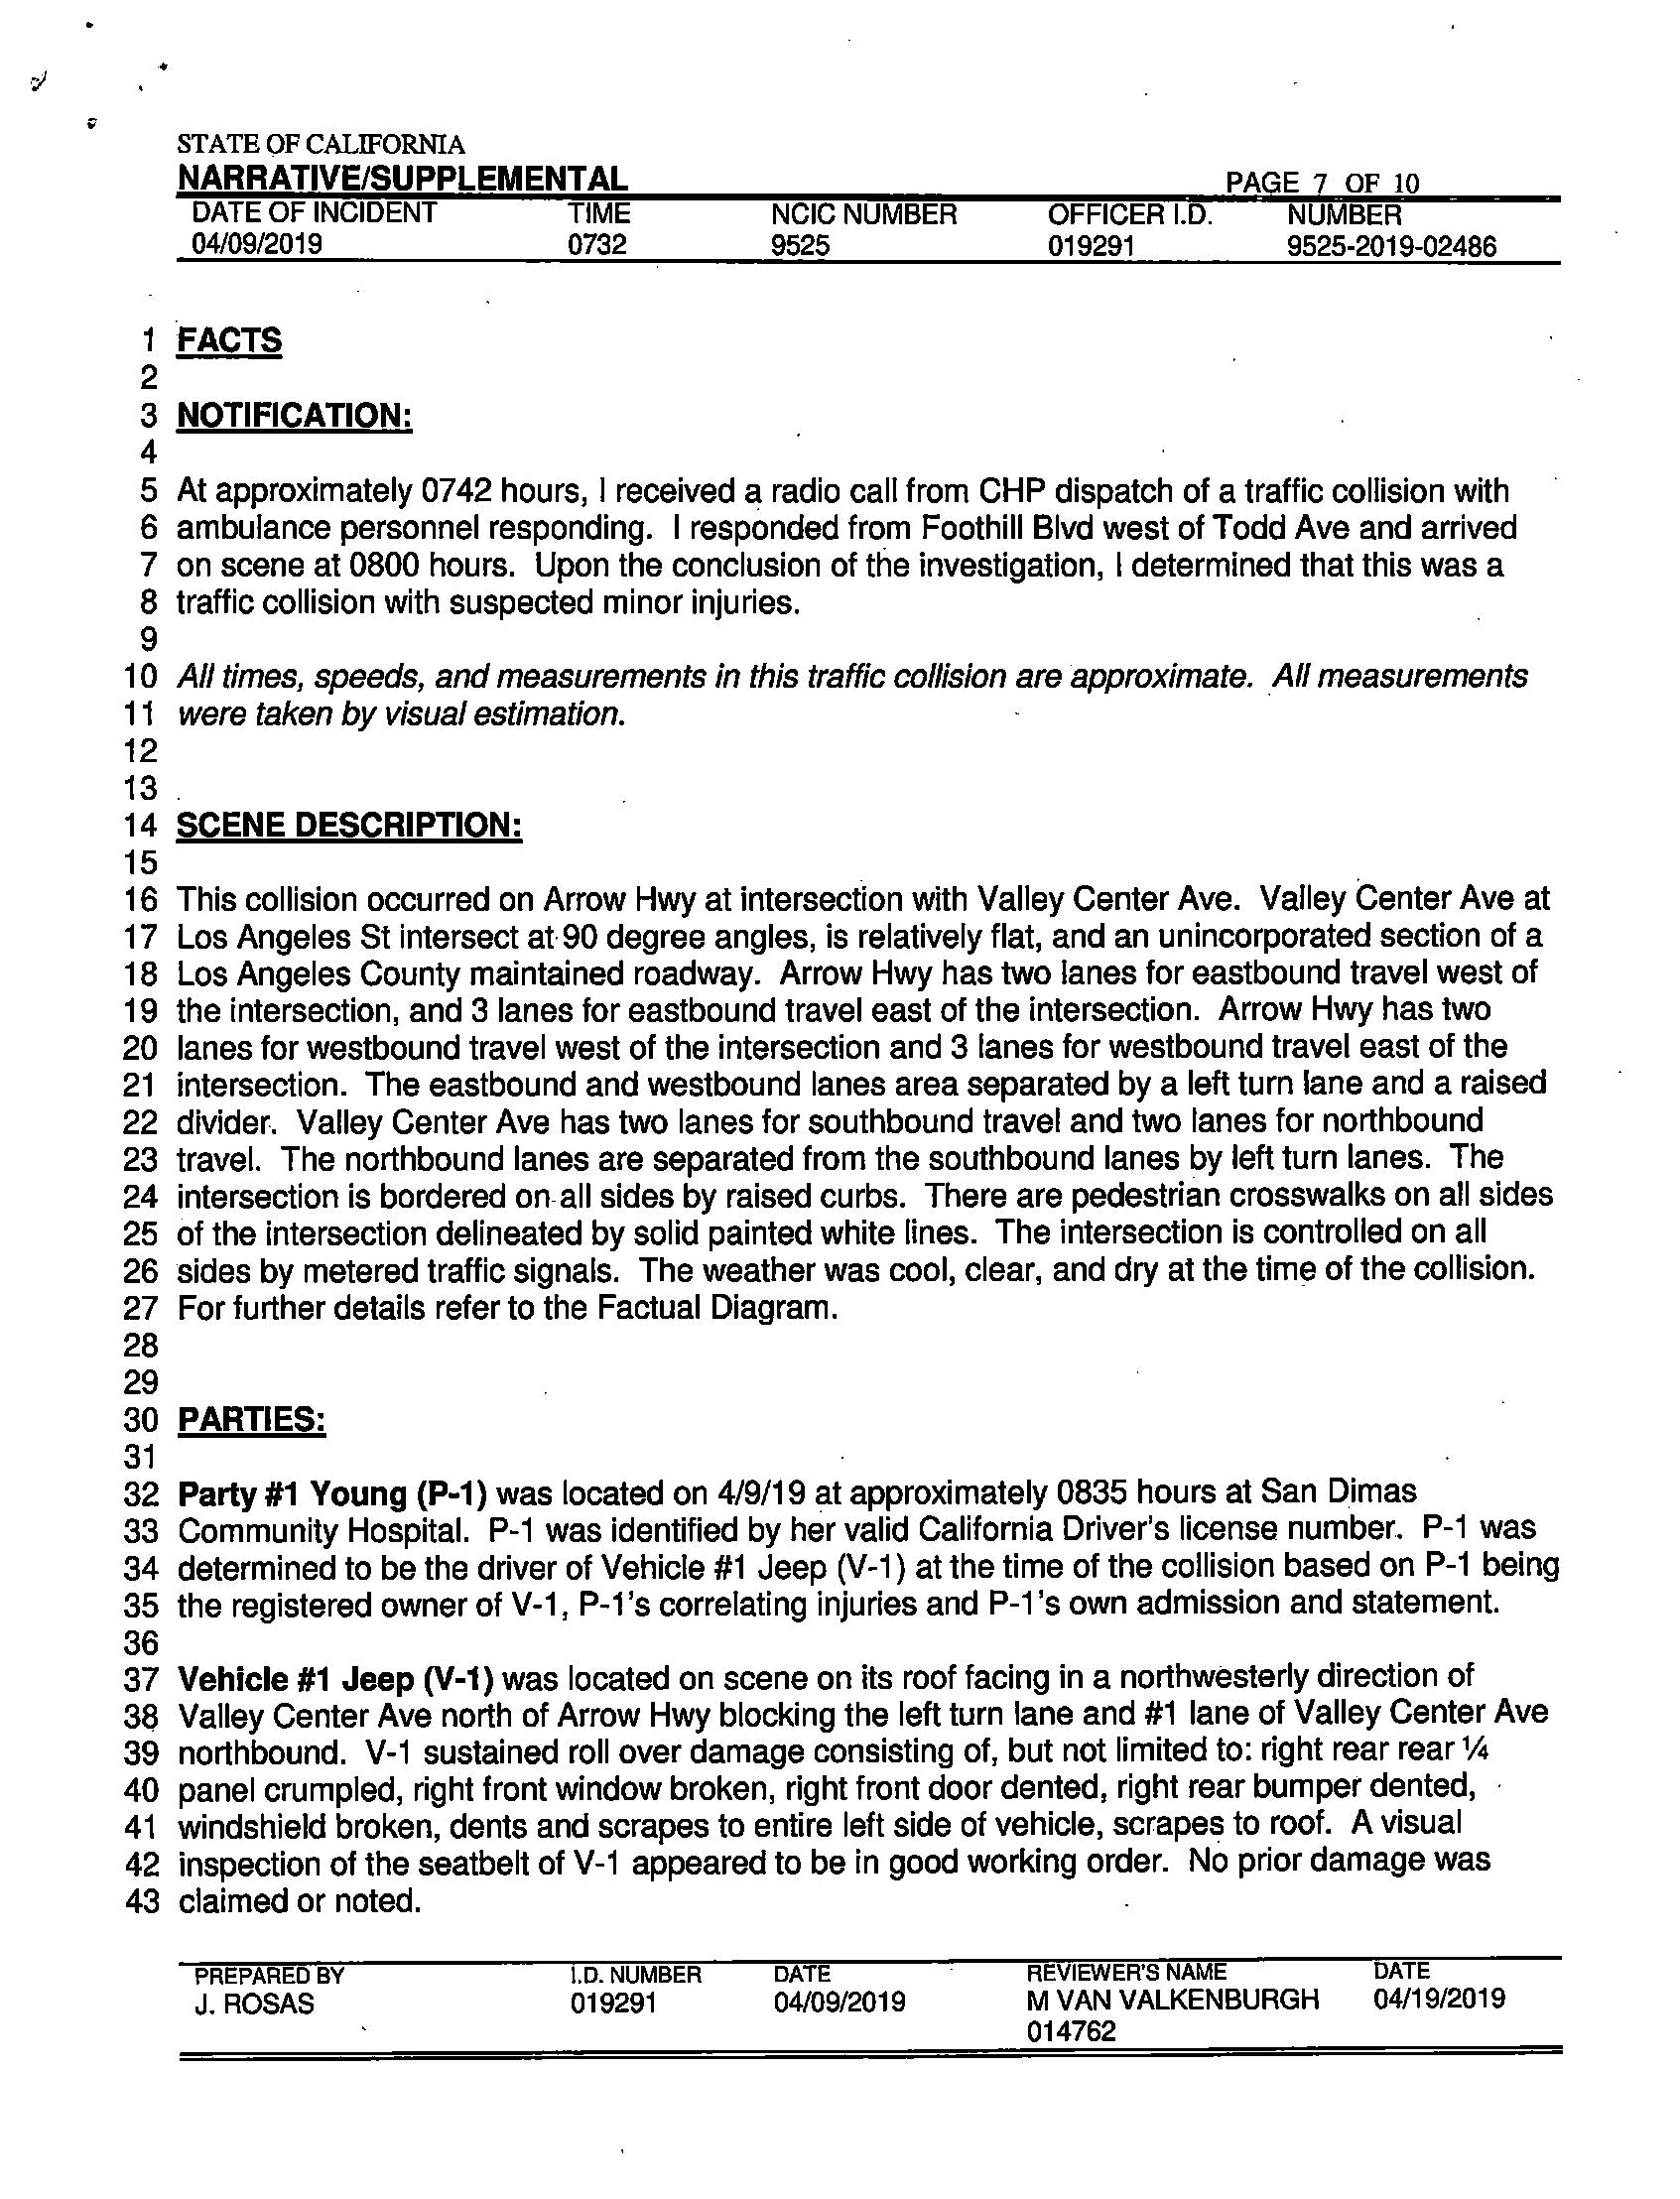 STATE OF CALIFORNIA
NARRATIVE/SUPPLEMENTAL PAGE 7 OF 10
DATE OF INCIDENT TIME NCIC NUMBER OFFICER I.D. NUMBER
04/09/2019 0732 9525 019291 9525-2019-02486
1 FACTS
2
3 NOTIFICATION:
4
5 At approximately 0742 hours, I received a radio call from CHP dispatch of a traffic collision with
6 ambulance personnel responding. I responded from Foothill Blvd west of Todd Ave and arrived
7 on scene at 0800 hours. Upon the conclusion of the investigation, I determined that this was a
8 traffic collision with suspected minor injuries.
9
10 All times, speeds, and measurements in this traffic collision are approximate. All measurements
11 were taken by visual estimation.
12
13
14 SCENE DESCRIPTION:
15
16 This collision occurred on Arrow Hwy at intersection with Valley Center Ave. Valley Center Ave at
17 Los Angeles St intersect at 90 degree angles, is relatively flat, and an unincorporated section of a
18 Los Angeles County maintained roadway. Arrow Hwy has two lanes for eastbound travel west of
19 the intersection, and 3 lanes for eastbound travel east of the intersection. Arrow Hwy has two
20 lanes for westbound travel west of the intersection and 3 lanes for westbound travel east of the
21 intersection. The eastbound and westbound lanes area separated by a left turn lane and a raised
22 divider. Valley Center Ave has two lanes for southbound travel and two lanes for northbound
23 travel. The northbound lanes are separated from the southbound lanes by left turn lanes. The
24 intersection is bordered on all sides by raised curbs. There are pedestrian crosswalks on all sides
25 of the intersection delineated by solid painted white lines. The intersection is controlled on all
26 sides by metered traffic signals. The weather was cool, clear, and dry at the time of the collision.
27 For further details refer to the Factual Diagram.
28
29
30 PARTIES:
31
32 Party #1 Young (P-1) was located on 4/9/19 at approximately 0835 hours at San Dimas
33 Community Hospital. P-1 was identified by her valid California Driver's license number. P-1 was
34 determined to be the driver of Vehicle #1 Jeep (V-1) at the time of the collision based on P-1 being
35 the registered owner of V-1, P-1's correlating injuries and P-1's own admission and statement.
36
37 Vehicle #1 Jeep (V-1) was located on scene on its roof facing in a northwesterly direction of
38 Valley Center Ave north of Arrow Hwy blocking the left turn lane and #1 lane of Valley Center Ave
39 northbound. V-1 sustained roll over damage consisting of, but not limited to: right rear rear ¼
40 panel crumpled, right front window broken, right front door dented, right rear bumper dented,
41 windshield broken, dents and scrapes to entire left side of vehicle, scrapes to roof. A visual
42 inspection of the seatbelt of V-1 appeared to be in good working order. No prior damage was
43 claimed or noted.
PREPARED BY I.D. NUMBER DATE REVIEWER'S NAME DATE
J. ROSAS 019291 04/09/2019 M VAN VALKENBURGH 04/19/2019
014762